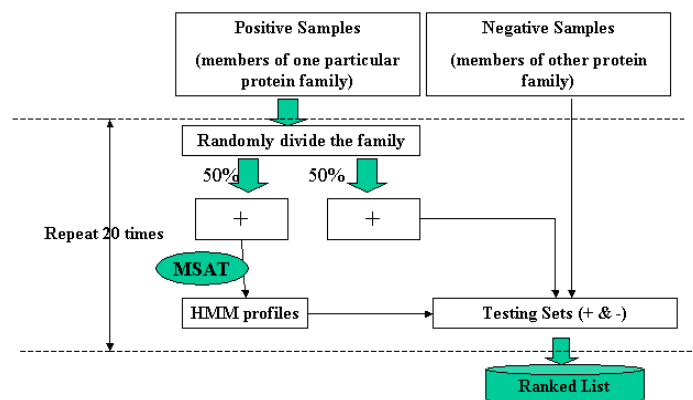 Positive Samples
(members of one particular
protein family)
Negative Samples
(members of other protein
family)
Randomly divide the family
50%
50%
+
+
Repeat 20 times
MSAT
HMM profiles
Testing Sets (+ & -)
Ranked List